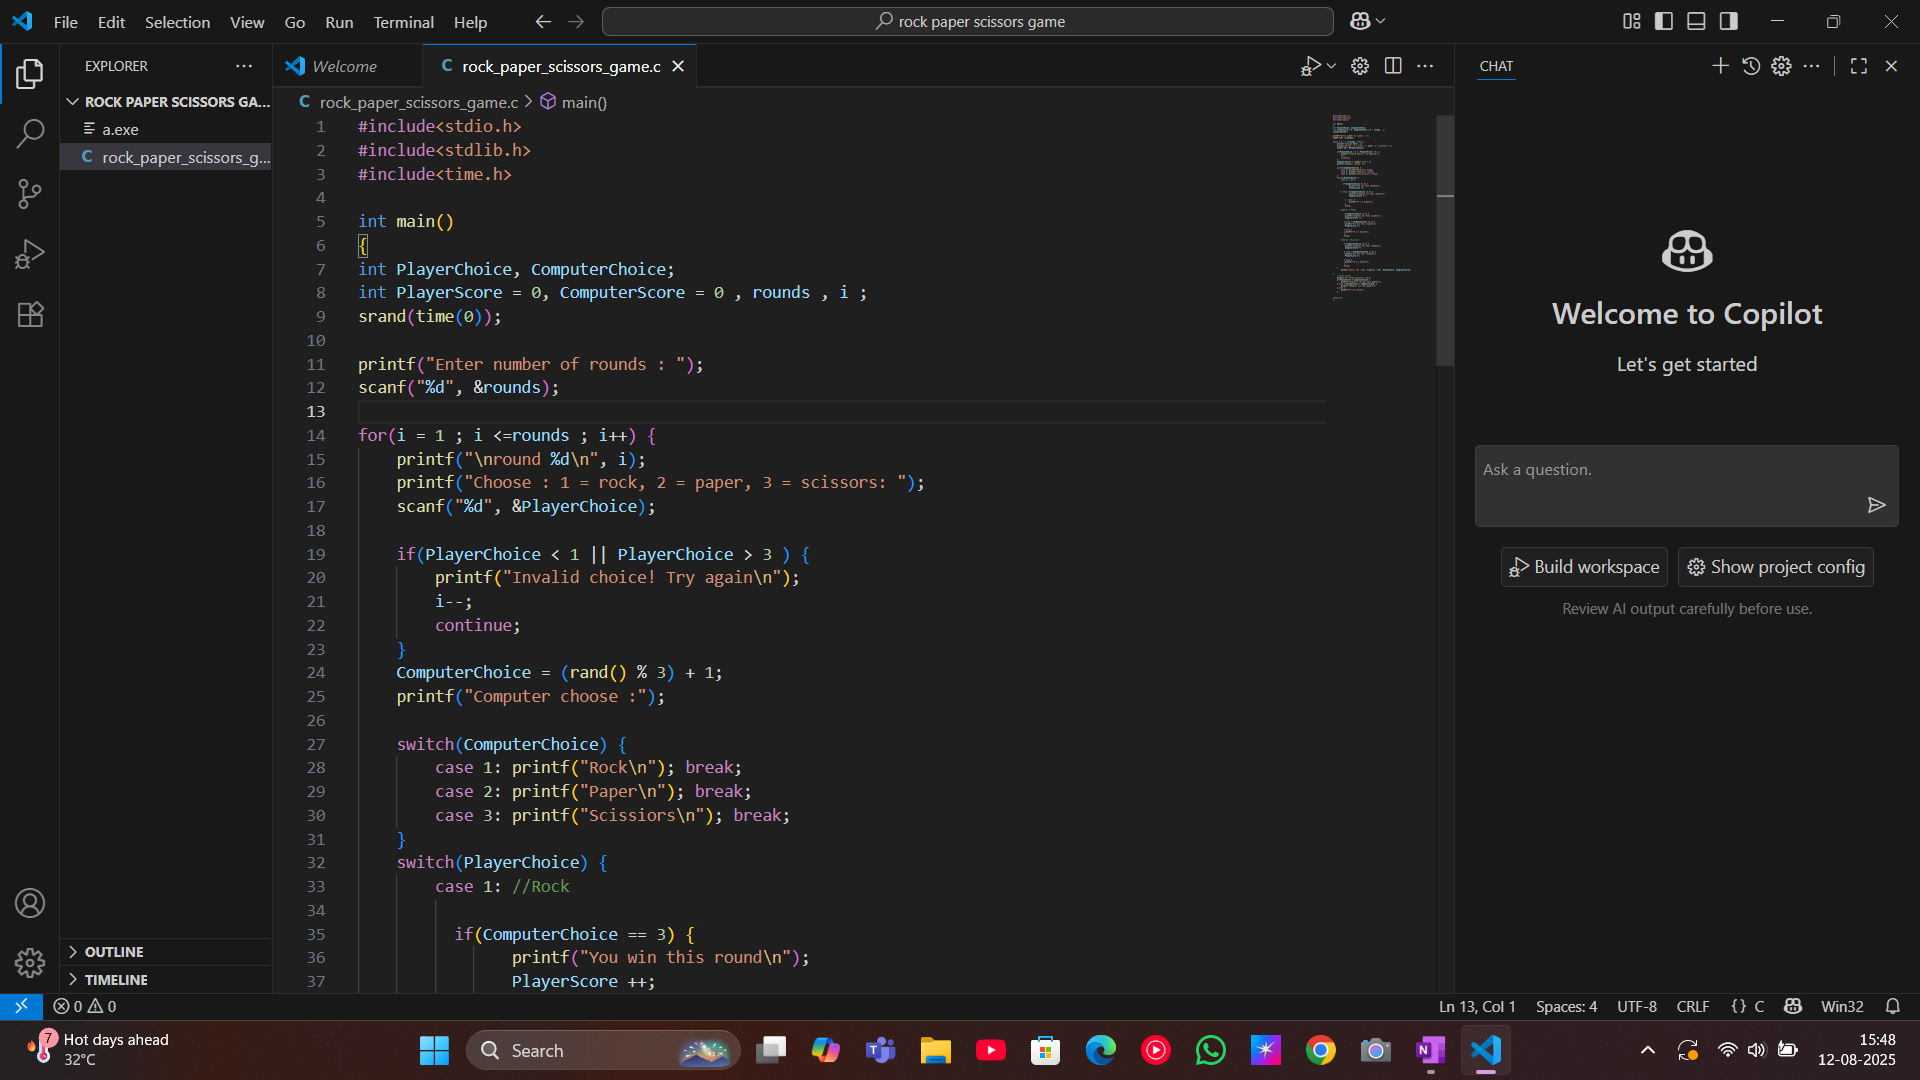 File Edit Selection View Go Run Terminal Help
rock paper scissors game
EXPLORER
ROCK PAPER SCISSORS GA...
a.exe
C rock_paper_scissors_g...
OUTLINE
TIMELINE
Welcome
C rock_paper_scissors_game.c
C rock_paper_scissors_game.c > main()
1 #include<stdio.h>
2 #include<stdlib.h>
3 #include<time.h>
4
5 int main()
6 {
7 int PlayerChoice, ComputerChoice;
8 int PlayerScore = 0, ComputerScore = 0 , rounds , i ;
9 srand(time(0));
10
11 printf("Enter number of rounds : ");
12 scanf("%d", &rounds);
13
14 for(i = 1 ; i <=rounds ; i++) {
15 printf("\nround %d\n", i);
16 printf("Choose : 1 = rock, 2 = paper, 3 = scissors: ");
17 scanf("%d", &PlayerChoice);
18
19 if(PlayerChoice < 1 || PlayerChoice > 3 ) {
20 printf("Invalid choice! Try again\n");
21 i--;
22 continue;
23 }
24 ComputerChoice = (rand() % 3) + 1;
25 printf("Computer choose :");
26
27 switch(ComputerChoice) {
28 case 1: printf("Rock\n"); break;
29 case 2: printf("Paper\n"); break;
30 case 3: printf("Scissiors\n"); break;
31 }
32 switch(PlayerChoice) {
33 case 1: //Rock
34
35 if(ComputerChoice == 3) {
36 printf("You win this round\n");
37 PlayerScore ++;
CHAT
Welcome to Copilot
Let's get started
Ask a question.
Build workspace
Show project config
Review AI output carefully before use.
0 0
Ln 13, Col 1 Spaces: 4 UTF-8 CRLF {} C Win32
7
Hot days ahead
32°C
Search
15:48
12-08-2025